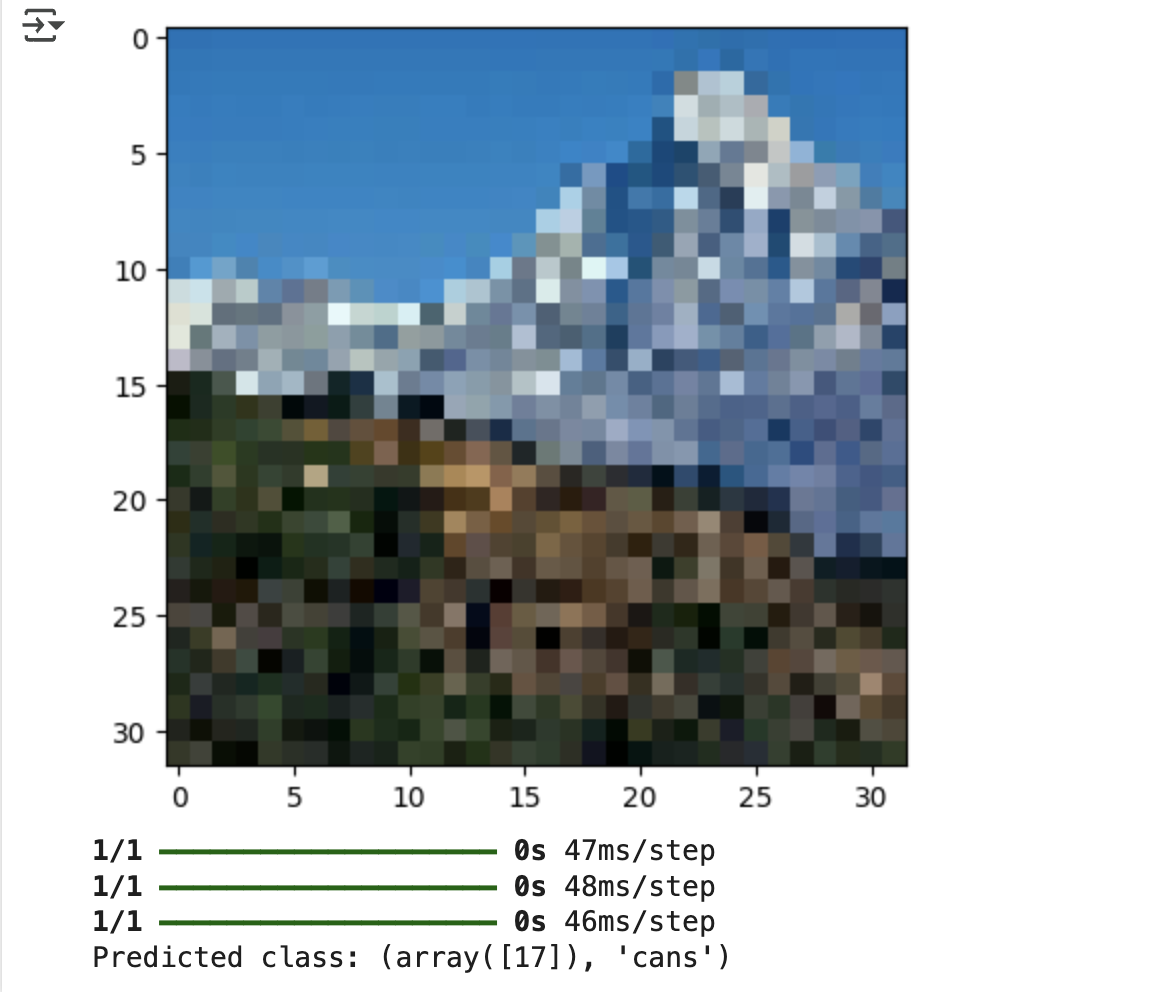 0
5
10
15
20
25
30
0 5 10 15 20 25 30
1/1 ━━━━━━━━━━━━━━━━━━━━ 0s 47ms/step
1/1 ━━━━━━━━━━━━━━━━━━━━ 0s 48ms/step
1/1 ━━━━━━━━━━━━━━━━━━━━ 0s 46ms/step
Predicted class: (array([17]), 'cans')